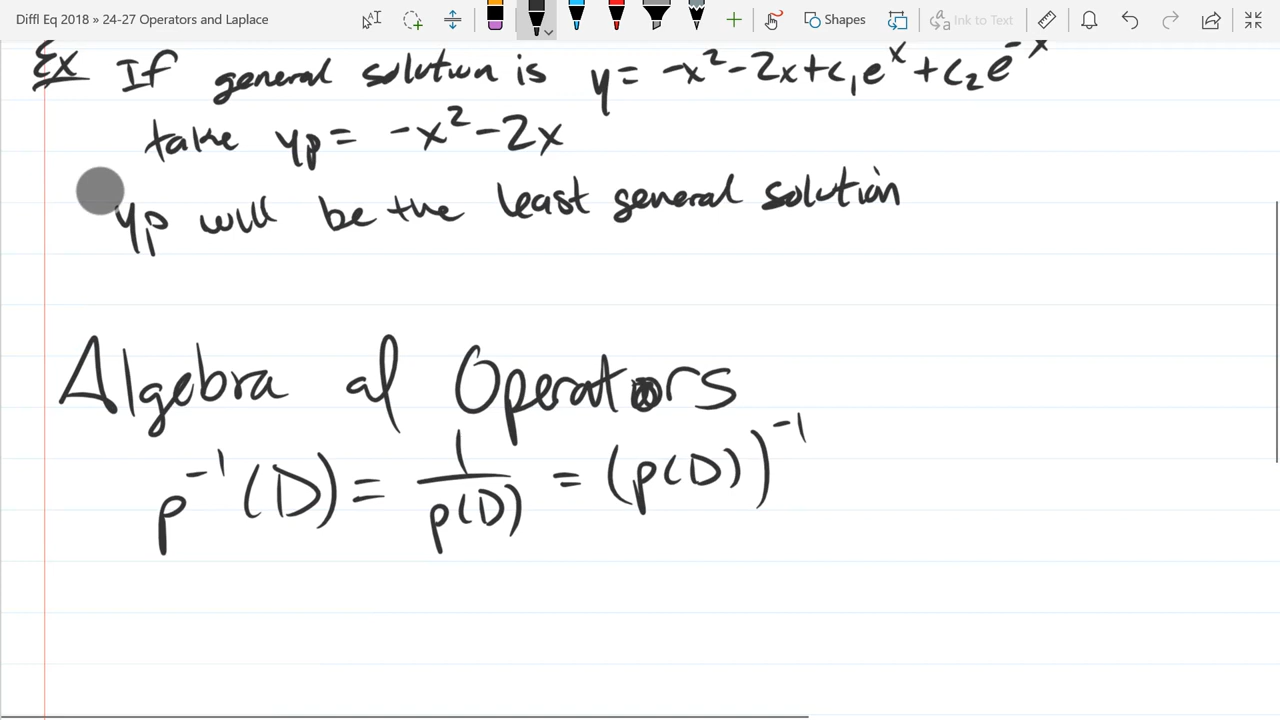 Diffl Eq 2018 » 24-27 Operators and Laplace
Shapes
Ink to Text
Ex If general solution is y = -x² - 2x + c₁eˣ + c₂e⁻ˣ
take yp = -x² - 2x
yp will be the least general solution
Algebra of Operators
p⁻¹(D) = 1/p(D) = (p(D))⁻¹